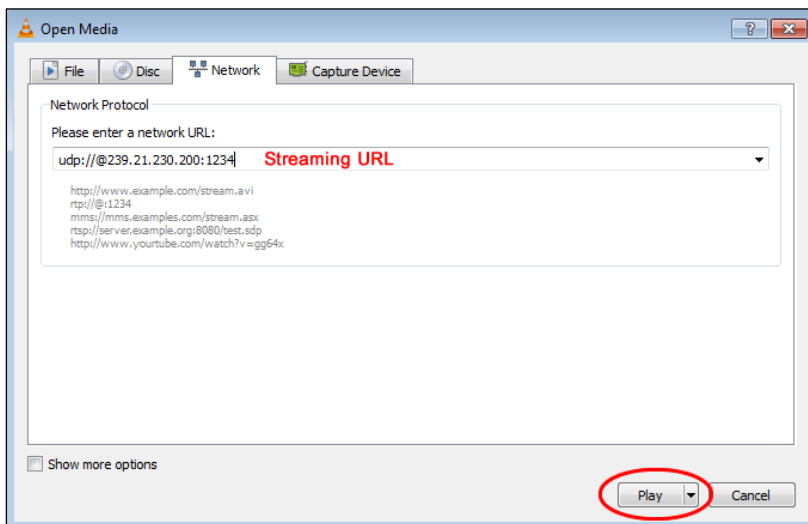 Open Media
File Disc Network Capture Device
Network Protocol
Please enter a network URL:
udp://@239.21.230.200:1234 Streaming URL
http://www.example.com/stream.avi
rtp://@:1234
mms://mms.examples.com/stream.asx
rtsp://server.example.org:8080/test.sdp
http://www.yourtube.com/watch?v=gg64x
Show more options
Play Cancel